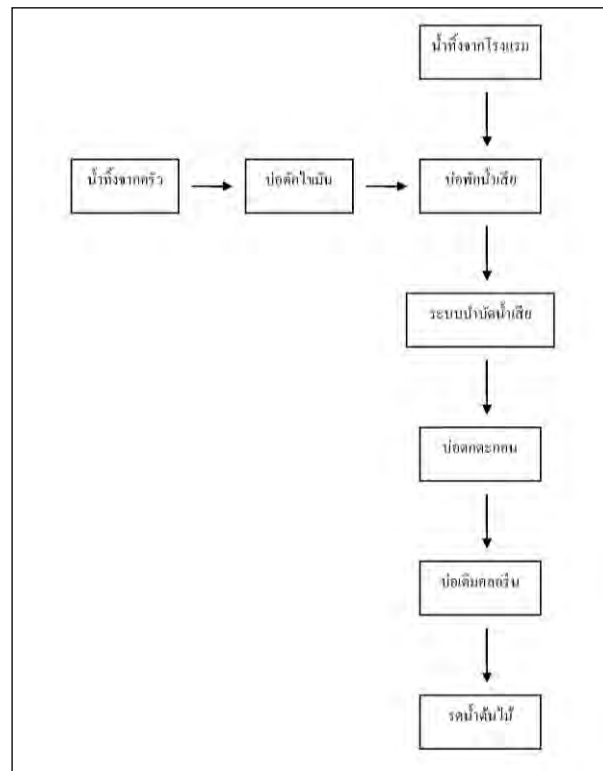 น้ำทิ้งจากโรงแรม
น้ำทิ้งจากครัว
บ่อดักไขมัน
บ่อพักน้ำเสีย
ระบบบำบัดน้ำเสีย
บ่อตกตะกอน
บ่อเติมคลอรีน
รดน้ำต้นไม้